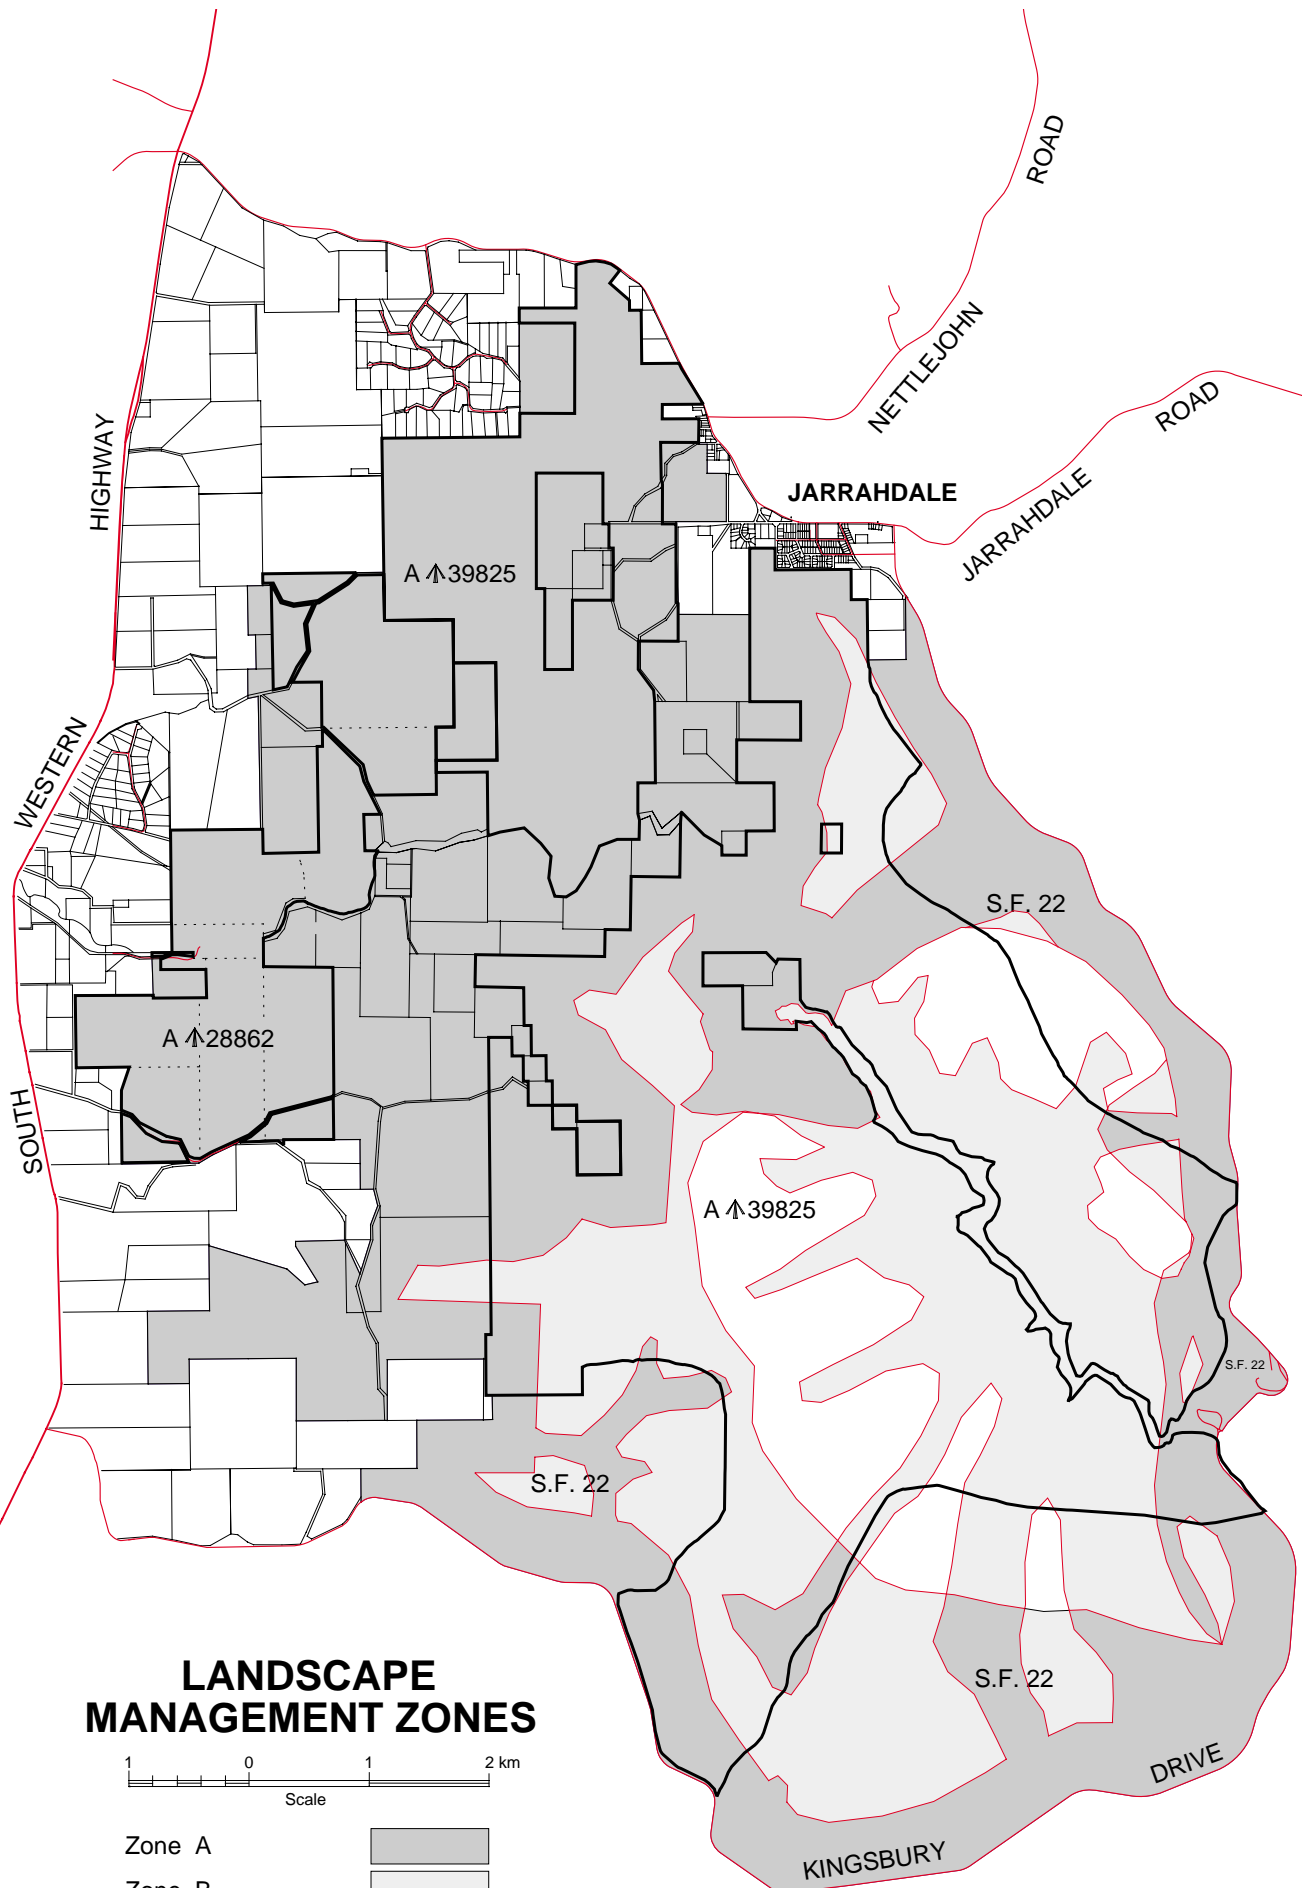 ROAD
NETTLEJOHN
ROAD
HIGHWAY
JARRAHDALE
JARRAHDALE
A 39825
WESTERN
S.F. 22
A 28862
SOUTH
A 39825
S.F. 22
S.F. 22
S.F. 22
LANDSCAPE
MANAGEMENT ZONES
DRIVE
1 0 1 2 km
Scale
KINGSBURY
Zone A
Zone B